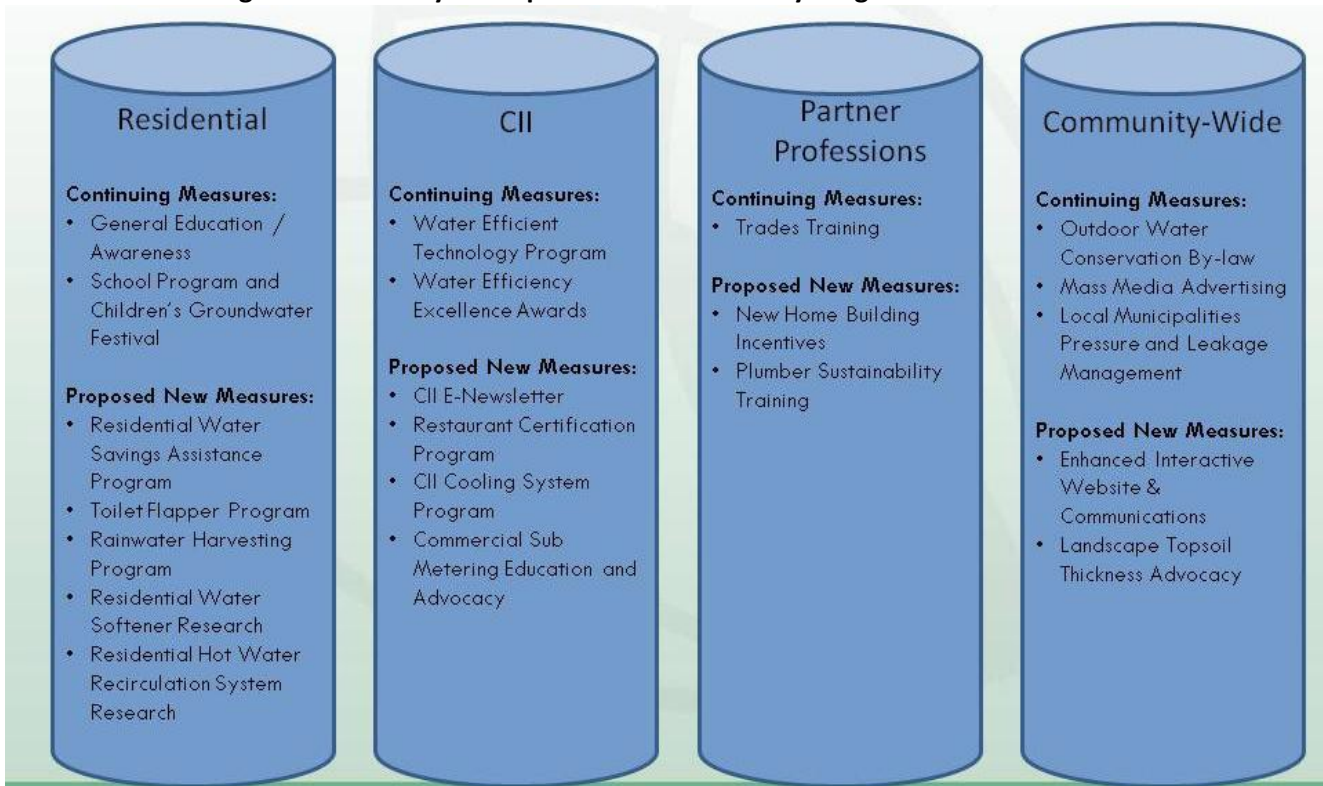 Residential
Continuing Measures:
• General Education /
Awareness
• School Program and
Children's Groundwater
Festival
Proposed New Measures:
• Residential Water
Savings Assistance
Program
• Toilet Flapper Program
• Rainwater Harvesting
Program
• Residential Water
Softener Research
• Residential Hot Water
Recirculation System
Research
CII
Continuing Measures:
• Water Efficient
Technology Program
• Water Efficiency
Excellence Awards
Proposed New Measures:
• CII E-Newsletter
• Restaurant Certification
Program
• CII Cooling System
Program
• Commercial Sub
Metering Education and
Advocacy
Partner
Professions
Continuing Measures:
• Trades Training
Proposed New Measures:
• New Home Building
Incentives
• Plumber Sustainability
Training
Community-Wide
Continuing Measures:
• Outdoor Water
Conservation By-law
• Mass Media Advertising
• Local Municipalities
Pressure and Leakage
Management
Proposed New Measures:
• Enhanced Interactive
Website &
Communications
• Landscape Topsoil
Thickness Advocacy